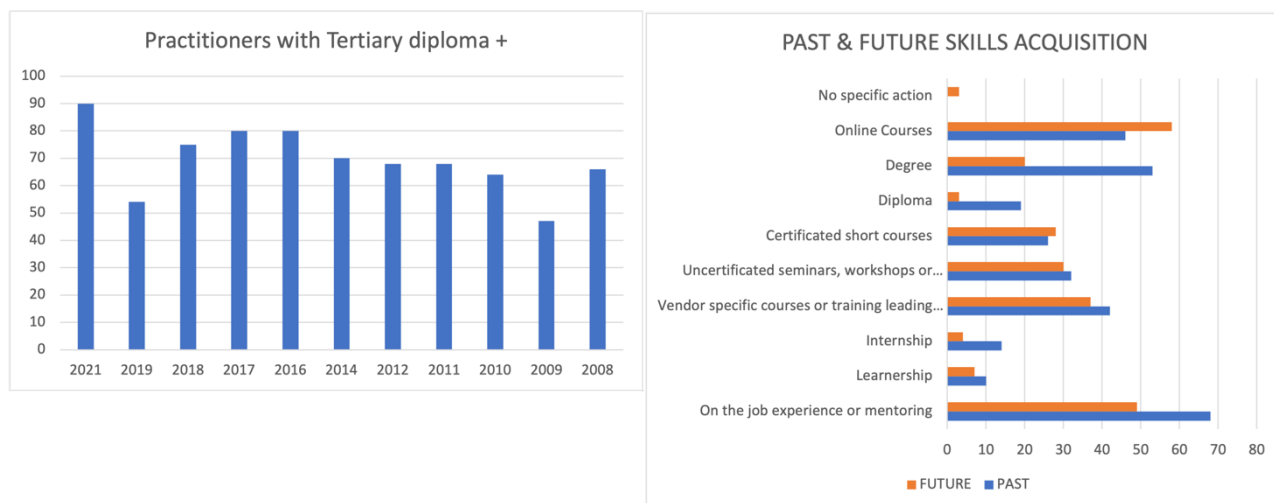 Practitioners with Tertiary diploma +
100
90
80
70
60
50
40
30
20
10
0
2021 2019 2018 2017 2016 2014 2012 2011 2010 2009 2008
PAST & FUTURE SKILLS ACQUISITION
No specific action
Online Courses
Degree
Diploma
Certificated short courses
Uncertificated seminars, workshops or...
Vendor specific courses or training leading...
Internship
Learnership
On the job experience or mentoring
0 10 20 30 40 50 60 70 80
FUTURE PAST